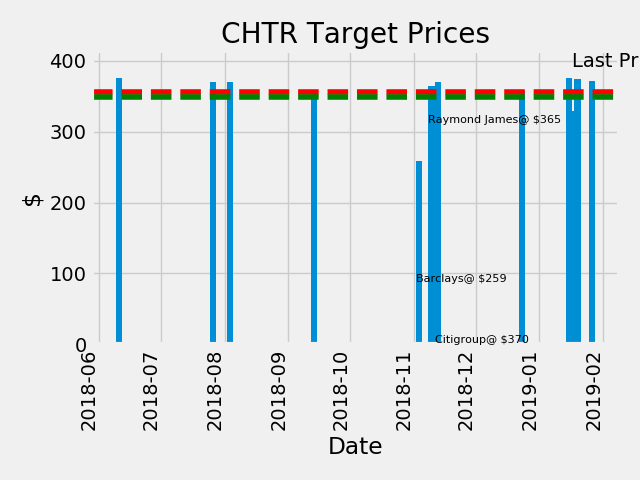 CHTR Target Prices
Last Pr
400
300
200
100
0
$
Raymond James@ $365
Barclays@ $259
Citigroup@ $370
2018-06
2018-07
2018-08
2018-09
2018-10
2018-11
2018-12
2019-01
2019-02
Date